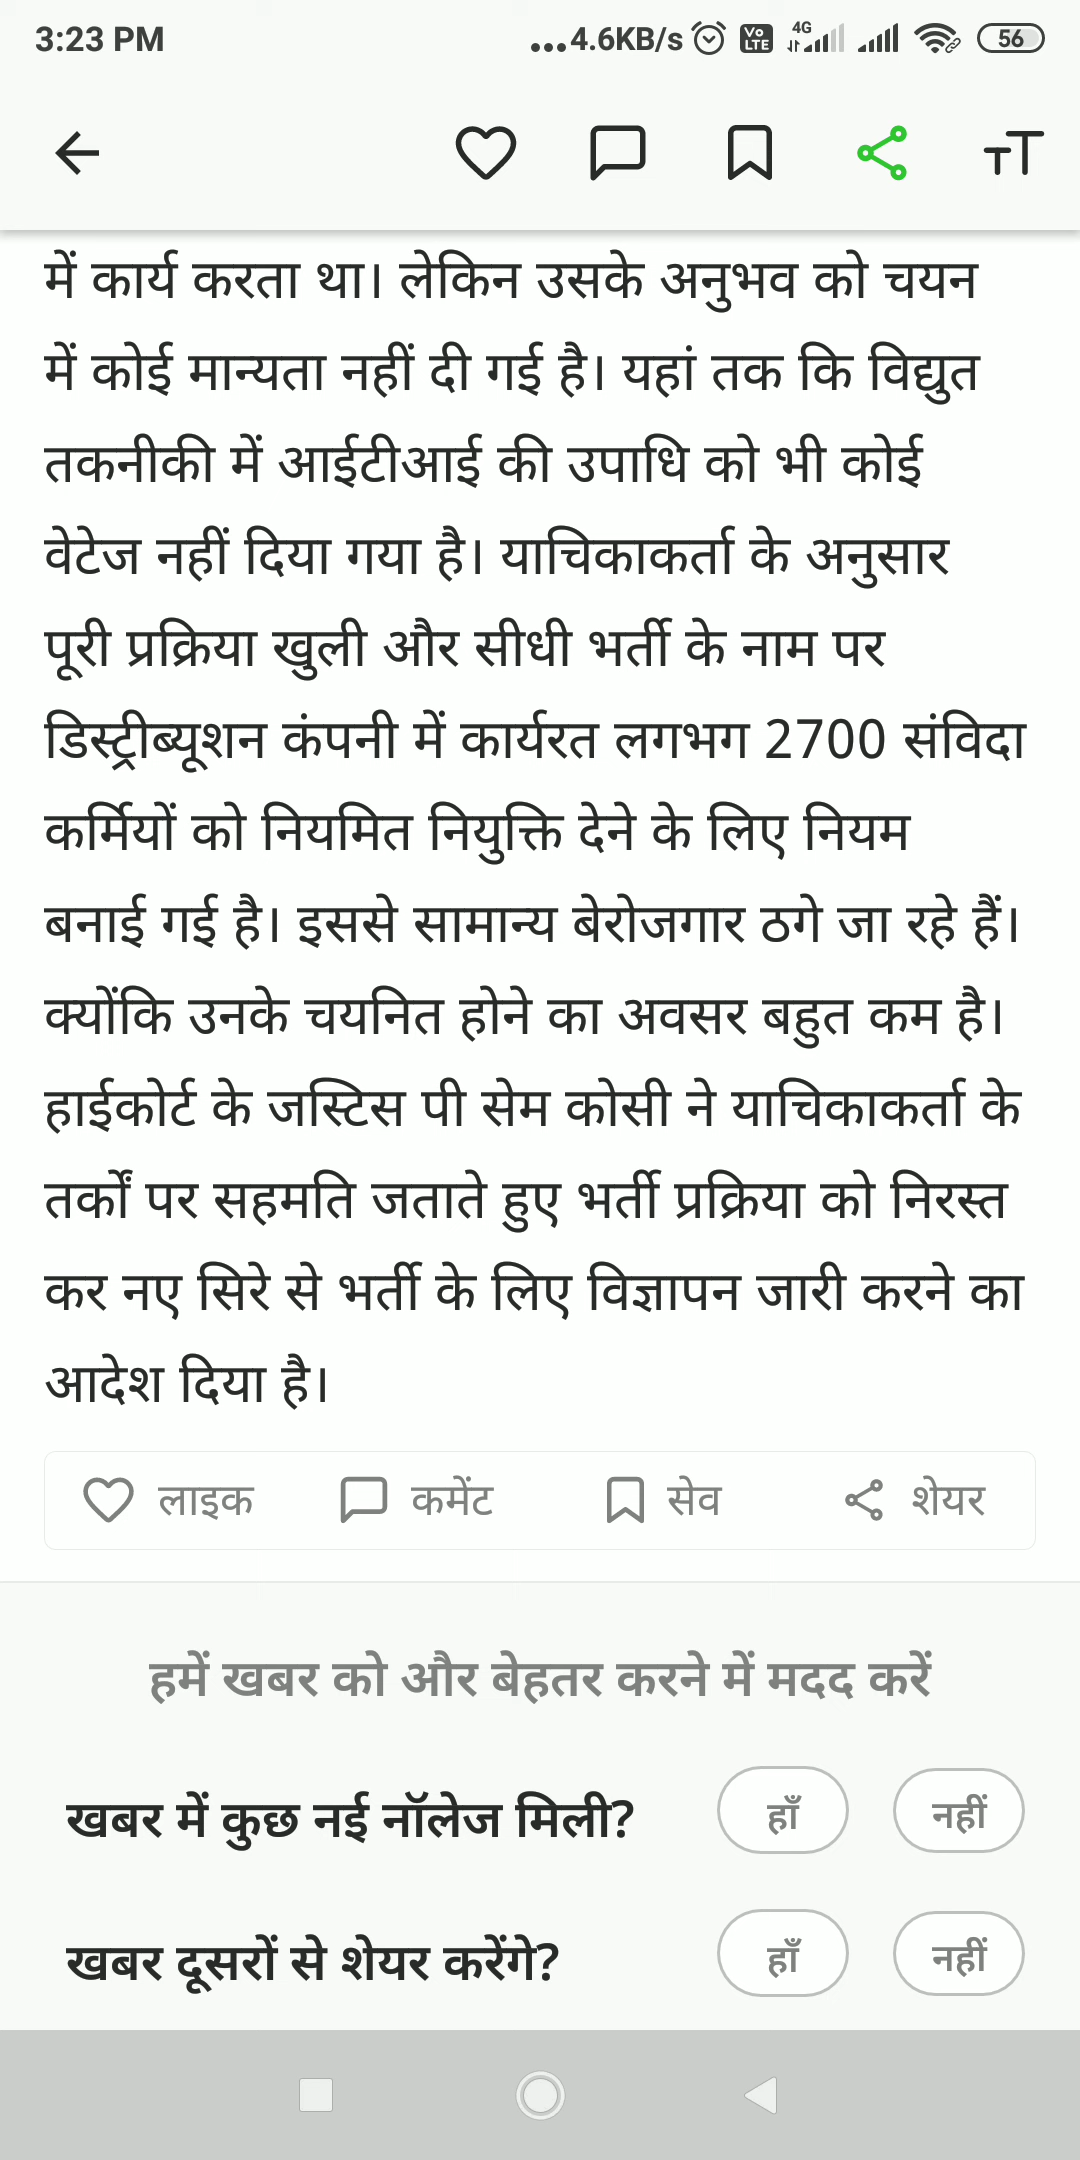 3:23 PM
...4.6KB/s Vo LTE 4G 56
TT
में कार्य करता था। लेकिन उसके अनुभव को चयन
में कोई मान्यता नहीं दी गई है। यहां तक कि विद्युत
तकनीकी में आईटीआई की उपाधि को भी कोई
वेटेज नहीं दिया गया है। याचिकाकर्ता के अनुसार
पूरी प्रक्रिया खुली और सीधी भर्ती के नाम पर
डिस्ट्रीब्यूशन कंपनी में कार्यरत लगभग 2700 संविदा
कर्मियों को नियमित नियुक्ति देने के लिए नियम
बनाई गई है। इससे सामान्य बेरोजगार ठगे जा रहे हैं।
क्योंकि उनके चयनित होने का अवसर बहुत कम है।
हाईकोर्ट के जस्टिस पी सेम कोसी ने याचिकाकर्ता के
तर्कों पर सहमति जताते हुए भर्ती प्रक्रिया को निरस्त
कर नए सिरे से भर्ती के लिए विज्ञापन जारी करने का
आदेश दिया है।
लाइक कमेंट सेव शेयर
हमें खबर को और बेहतर करने में मदद करें
खबर में कुछ नई नॉलेज मिली? हाँ नहीं
खबर दूसरों से शेयर करेंगे? हाँ नहीं